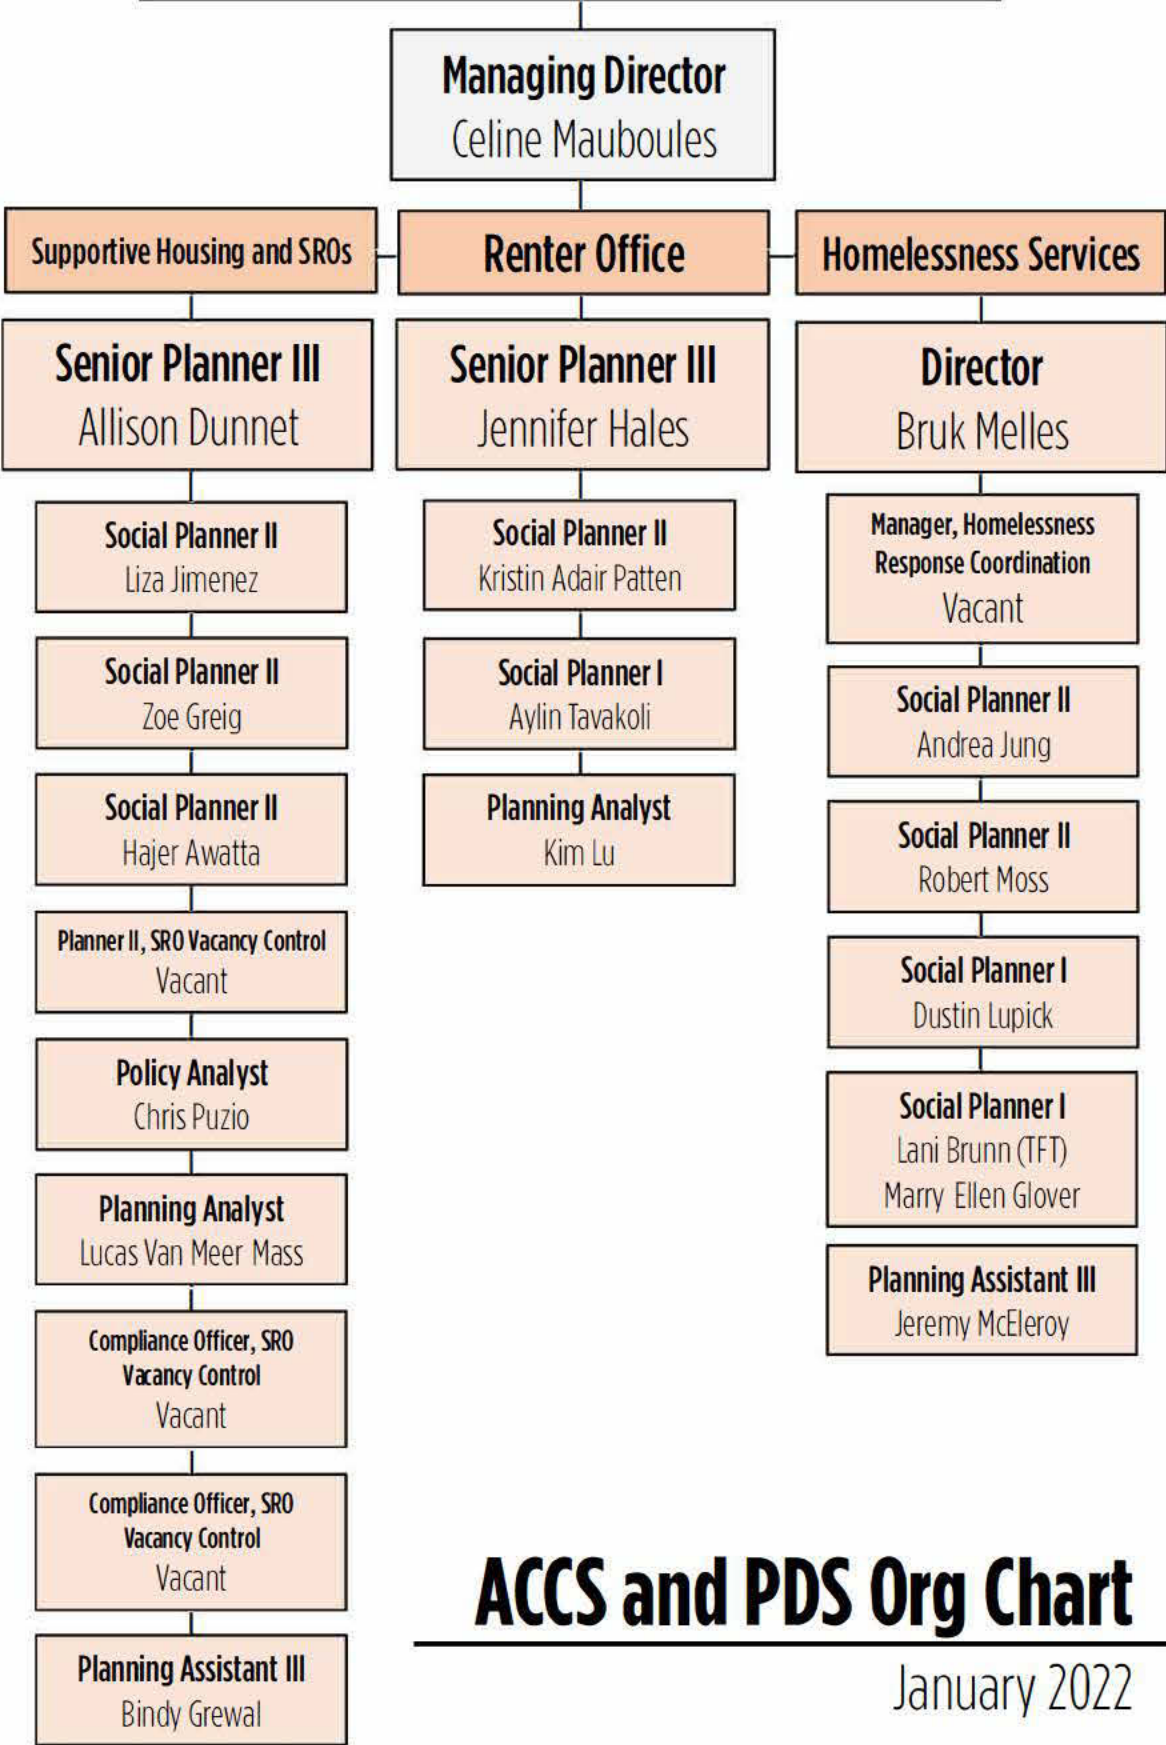 Managing Director
Celine Mauboules
Supportive Housing and SROs
Renter Office
Homelessness Services
Senior Planner III
Allison Dunnet
Social Planner II
Liza Jimenez
Social Planner II
Zoe Greig
Social Planner II
Hajer Awatta
Planner II, SRO Vacancy Control
Vacant
Policy Analyst
Chris Puzio
Planning Analyst
Lucas Van Meer Mass
Compliance Officer, SRO
Vacancy Control
Vacant
Compliance Officer, SRO
Vacancy Control
Vacant
Planning Assistant III
Bindy Grewal
Senior Planner III
Jennifer Hales
Social Planner II
Kristin Adair Patten
Social Planner I
Aylin Tavakoli
Planning Analyst
Kim Lu
Director
Bruk Melles
Manager, Homelessness
Response Coordination
Vacant
Social Planner II
Andrea Jung
Social Planner II
Robert Moss
Social Planner I
Dustin Lupick
Social Planner I
Lani Brunn (TFT)
Marry Ellen Glover
Planning Assistant III
Jeremy McEleroy
ACCS and PDS Org Chart
January 2022